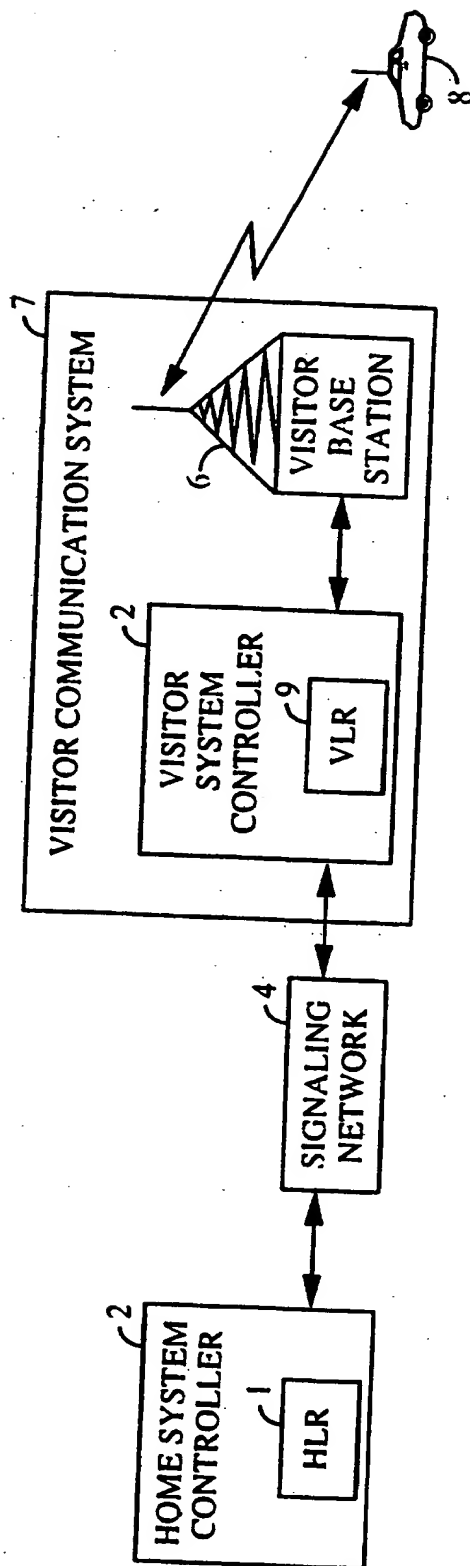 HOME SYSTEM
CONTROLLER
2
1
HLR
4
SIGNALING
NETWORK
VISITOR COMMUNICATION SYSTEM
7
2
VISITOR
SYSTEM
CONTROLLER
9
VLR
6
VISITOR
BASE
STATION
8